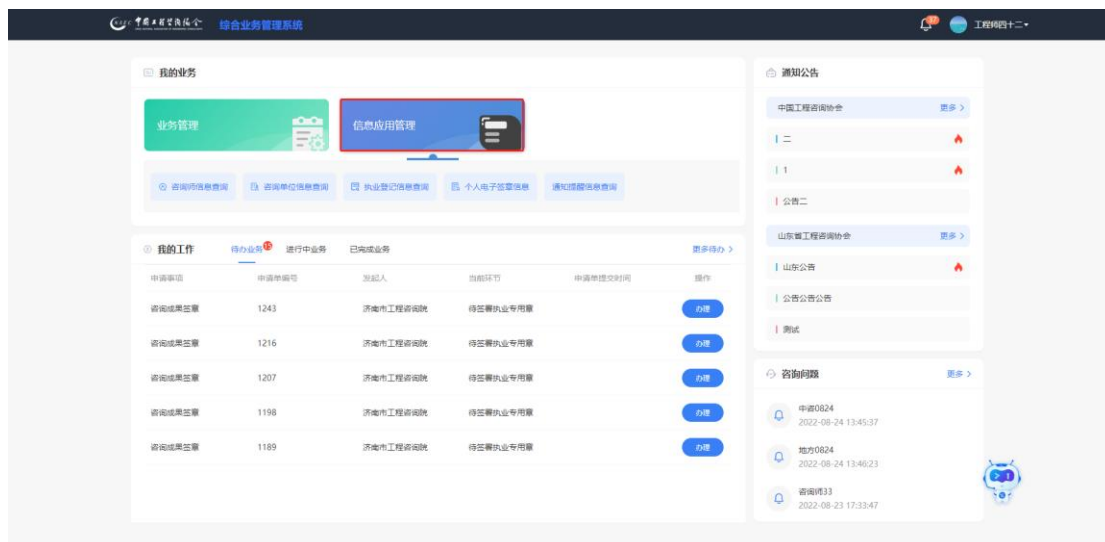 CNAEC 中国工程咨询协会 综合业务管理系统
工程师四十二
我的业务
业务管理
信息应用管理
咨询师信息查询 咨询单位信息查询 执业登记信息查询 个人电子签章信息 通知提醒信息查询
我的工作 待办业务 15 进行中业务 已完成业务 更多待办 >
申请事项 申请单编号 发起人 当前环节 申请单提交时间 操作
咨询成果签章 1243 济南市工程咨询院 待签署执业专用章 办理
咨询成果签章 1216 济南市工程咨询院 待签署执业专用章 办理
咨询成果签章 1207 济南市工程咨询院 待签署执业专用章 办理
咨询成果签章 1198 济南市工程咨询院 待签署执业专用章 办理
咨询成果签章 1189 济南市工程咨询院 待签署执业专用章 办理
通知公告
中国工程咨询协会 更多 >
二
1
公告二
山东省工程咨询协会 更多 >
山东公告
公告公告公告
测试
咨询问题 更多 >
中咨0824
2022-08-24 13:45:37
地方0824
2022-08-24 13:46:23
咨询师33
2022-08-23 17:33:47